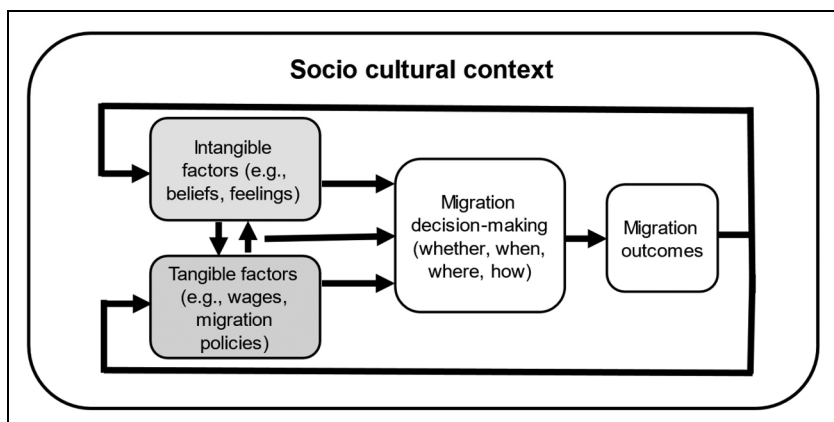 Socio cultural context
Intangible
factors (e.g.,
beliefs, feelings)
Tangible factors
(e.g., wages,
migration
policies)
Migration
decision-making
(whether, when,
where, how)
Migration
outcomes